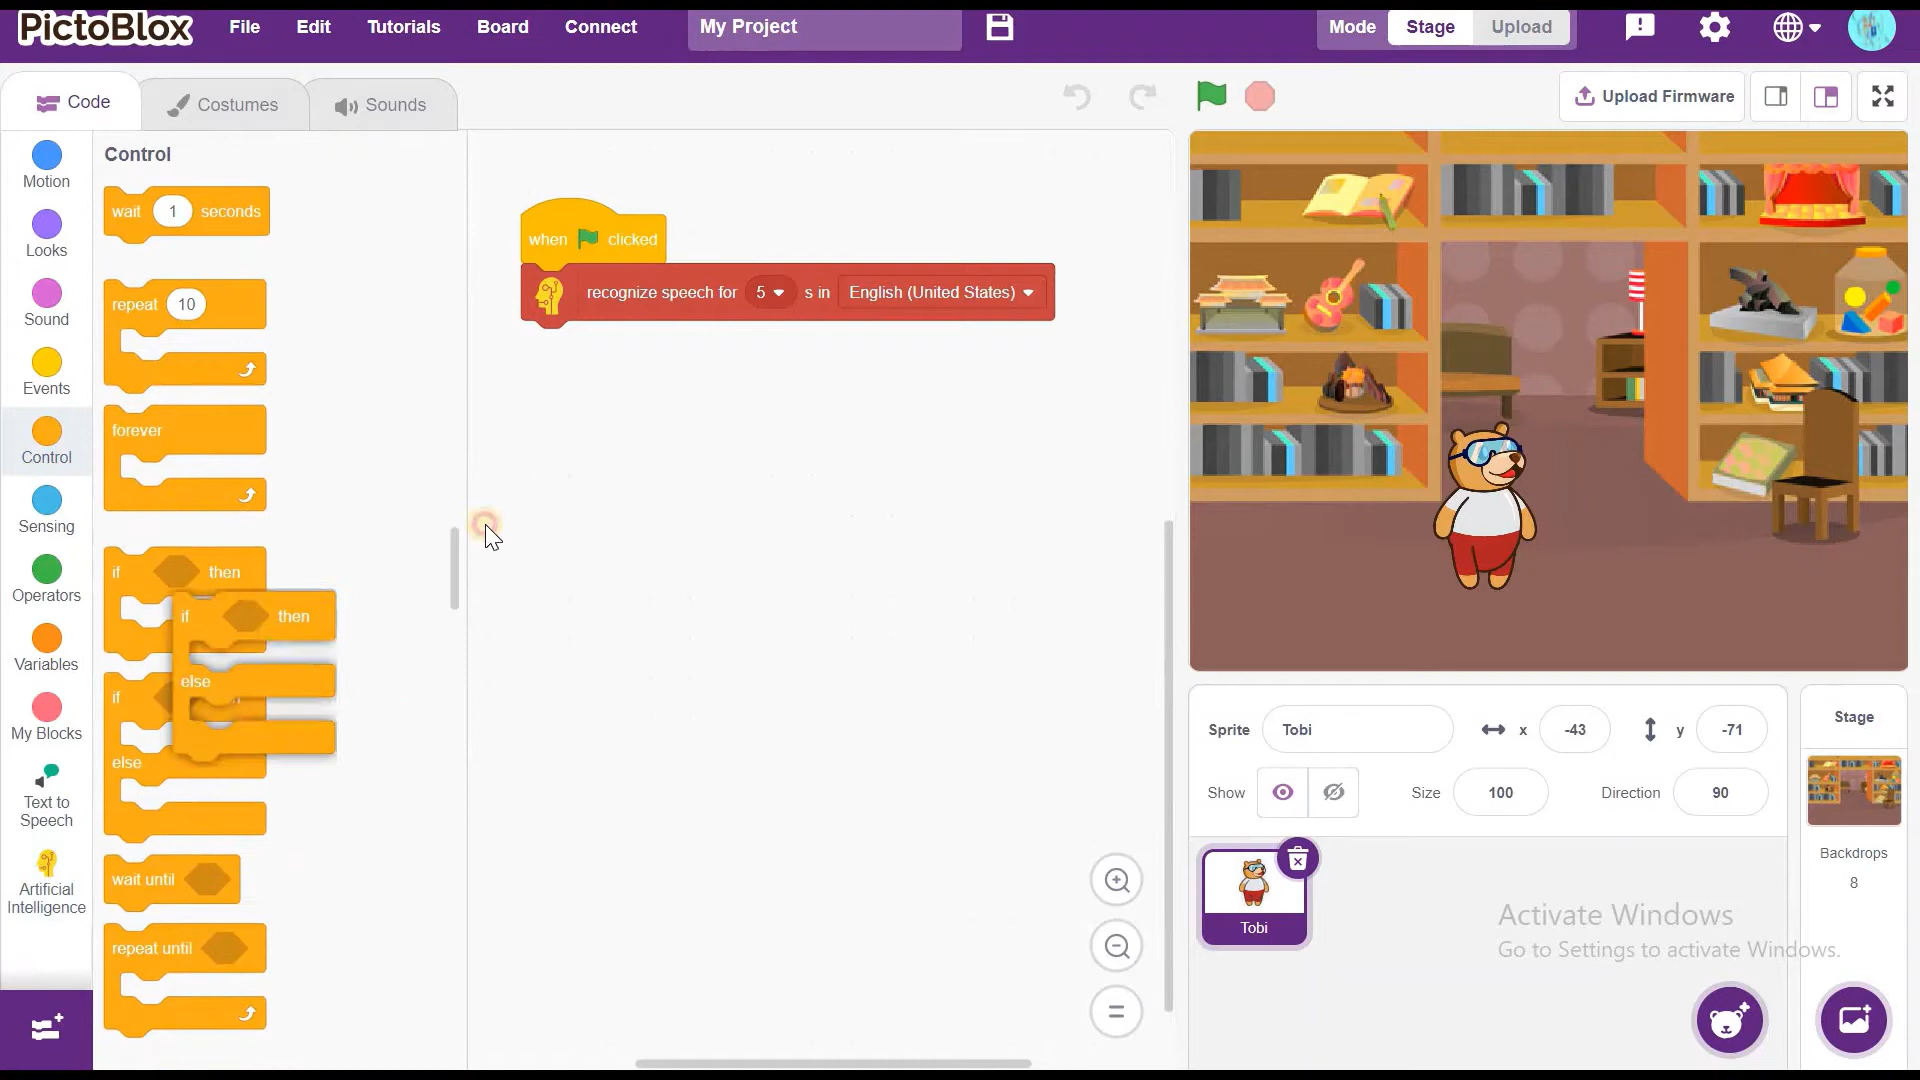 PictoBlox File Edit Tutorials Board Connect My Project Mode Stage Upload
Code Costumes Sounds Upload Firmware
Motion
Looks
Sound
Events
Control
Sensing
Operators
Variables
My Blocks
Text to
Speech
Artificial
Intelligence
Control
wait 1 seconds
repeat 10
forever
if then
if then
else
if
else
wait until
repeat until
when clicked
recognize speech for 5 s in English (United States)
Sprite Tobi x -43 y -71
Show Size 100 Direction 90
Tobi
Stage
Backdrops
8
Activate Windows
Go to Settings to activate Windows.